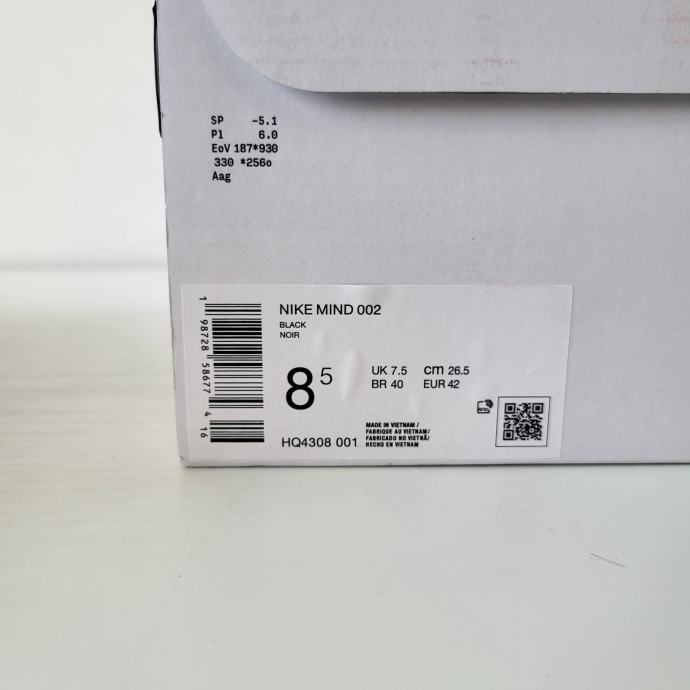 SP -5.1
Pl 6.0
EoV 187*930
330 *256o
Aag
NIKE MIND 002
BLACK
NOIR
8 5
UK 7.5 cm 26.5
BR 40 EUR 42
HQ4308 001
MADE IN VIETNAM /
FABRIQUE AU VIETNAM/
FABRICADO NO VIETNÃ/
HECHO EN VIETNAM
1 98728 58677 4 16